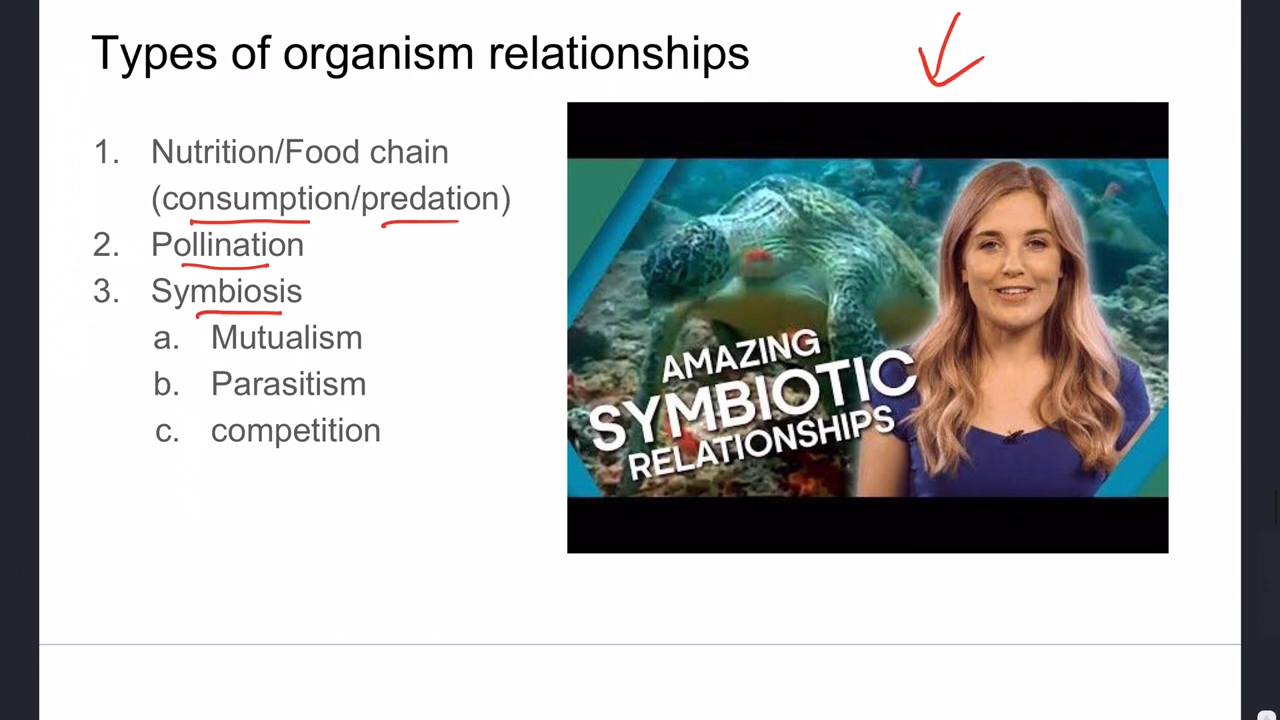 Types of organism relationships
1. Nutrition/Food chain
(consumption/predation)
2. Pollination
3. Symbiosis
a. Mutualism
b. Parasitism
c. competition
AMAZING
SYMBIOTIC
RELATIONSHIPS